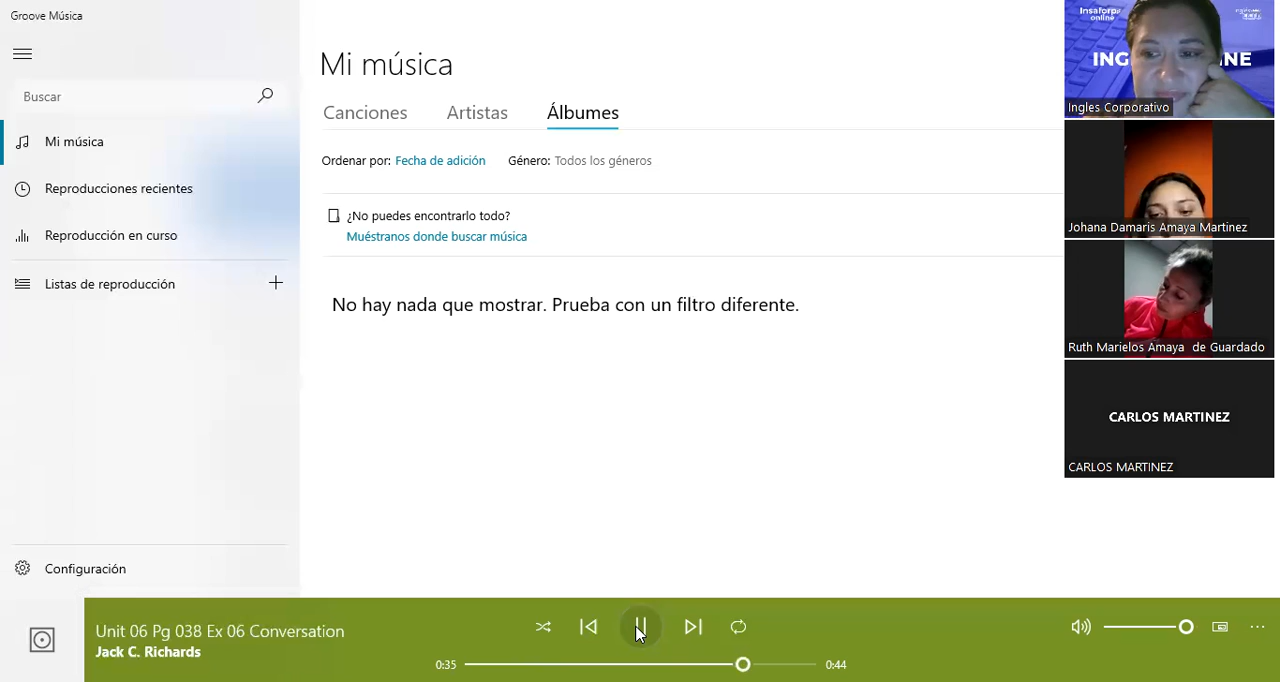 Groove Música
Buscar
Mi música
Reproducciones recientes
Reproducción en curso
Listas de reproducción
Configuración
Mi música
Canciones Artistas Álbumes
Ordenar por: Fecha de adición Género: Todos los géneros
¿No puedes encontrarlo todo?
Muéstranos donde buscar música
No hay nada que mostrar. Prueba con un filtro diferente.
Insaforp
online
ING NE
Ingles Corporativo
Johana Damaris Amaya Martinez
Ruth Marielos Amaya de Guardado
CARLOS MARTINEZ
CARLOS MARTINEZ
Unit 06 Pg 038 Ex 06 Conversation
Jack C. Richards
0:35 0:44